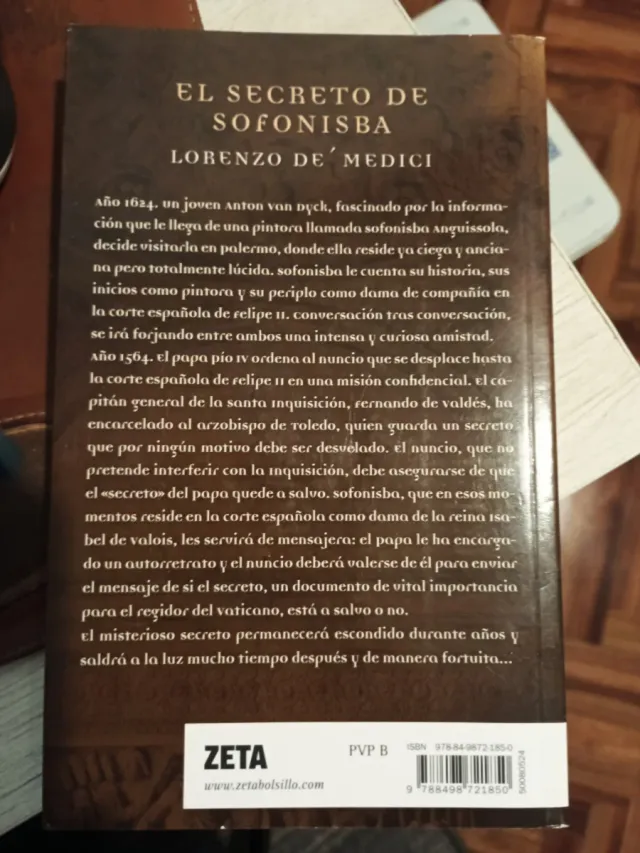 EL SECRETO DE
SOFONISBA
LORENZO DE´ MEDICI
Año 1624. Un joven Anton van Dyck, fascinado por la informa-
ción que le llega de una pintora llamada Sofonisba Anguissola,
decide visitarla en Palermo, donde ella reside ya ciega y ancia-
na pero totalmente lúcida. Sofonisba le cuenta su historia, sus
inicios como pintora y su periplo como dama de compañía en
la corte española de Felipe II. Conversación tras conversación,
se irá forjando entre ambos una intensa y curiosa amistad.
Año 1564. El papa Pío IV ordena al nuncio que se desplace hasta
la corte española de Felipe II en una misión confidencial. El ca-
pitán general de la Santa Inquisición, Fernando de Valdés, ha
encarcelado al arzobispo de Toledo, quien guarda un secreto
que por ningún motivo debe ser desvelado. El nuncio, que no
pretende interferir con la Inquisición, debe asegurarse de que
el «secreto» del papa quede a salvo. Sofonisba, que en esos mo-
mentos reside en la corte española como dama de la reina Isa-
bel de Valois, les servirá de mensajera: el papa le ha encarga-
do un autorretrato y el nuncio deberá valerse de él para enviar
el mensaje de si el secreto, un documento de vital importancia
para el regidor del Vaticano, está a salvo o no.
El misterioso secreto permanecerá escondido durante años y
saldrá a la luz mucho tiempo después y de manera fortuita...
ZETA
www.zetabolsillo.com
PVP B
ISBN 978-84-9872-185-0
9 788498 721850
50080524